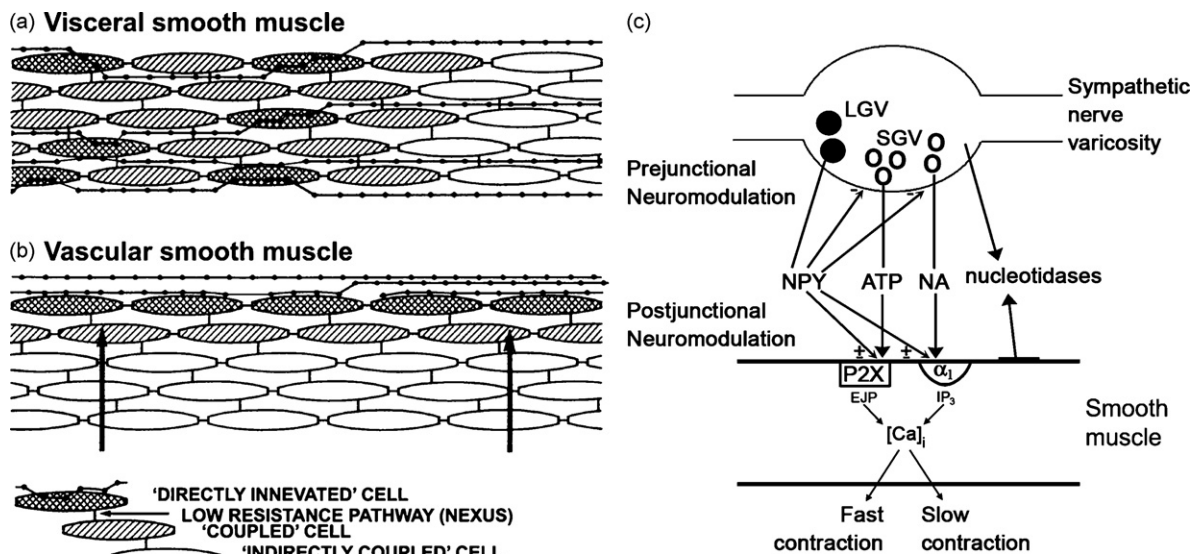 (a) Visceral smooth muscle
(b) Vascular smooth muscle
'DIRECTLY INNEVATED' CELL
LOW RESISTANCE PATHWAY (NEXUS)
'COUPLED' CELL
'INDIRECTLY COUPLED' CELL
(c)
LGV
SGV
Sympathetic
nerve
varicosity
Prejunctional
Neuromodulation
- -
NPY ATP NA nucleotidases
Postjunctional
Neuromodulation
± ±
P2X α1
EJP IP3
[Ca]i
Smooth
muscle
Fast
contraction
Slow
contraction